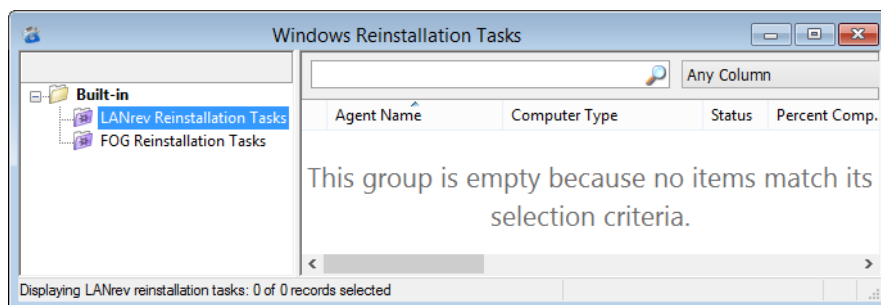 Windows Reinstallation Tasks
Any Column
Built-in
LANrev Reinstallation Tasks
FOG Reinstallation Tasks
Agent Name Computer Type Status Percent Comp.
This group is empty because no items match its
selection criteria.
Displaying LANrev reinstallation tasks: 0 of 0 records selected